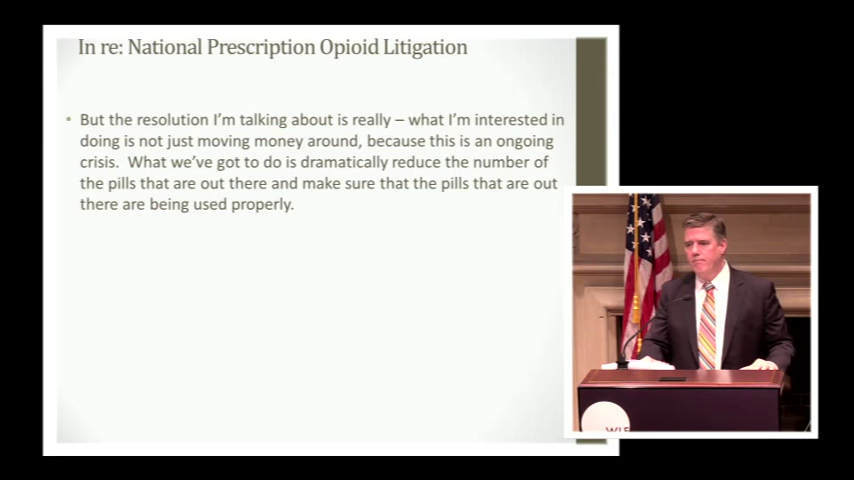 In re: National Prescription Opioid Litigation
• But the resolution I'm talking about is really – what I'm interested in
doing is not just moving money around, because this is an ongoing
crisis.  What we've got to do is dramatically reduce the number of
the pills that are out there and make sure that the pills that are out
there are being used properly.